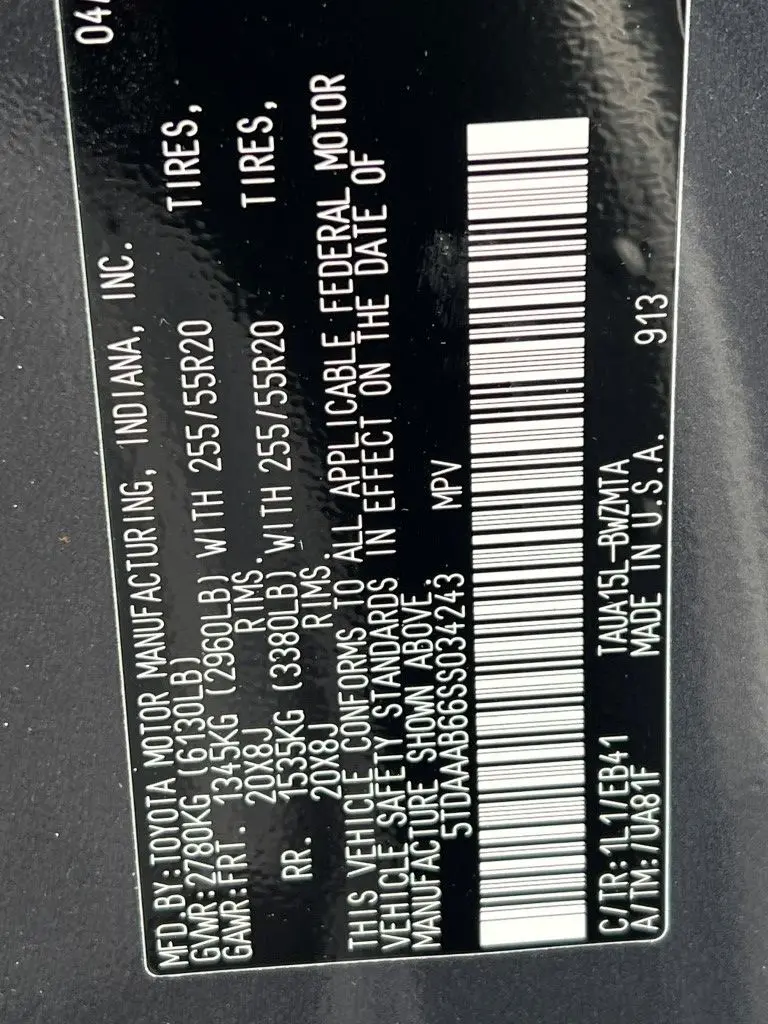 04/
MFD.BY:TOYOTA MOTOR MANUFACTURING, INDIANA, INC.
GVWR:2780KG (6130LB)
GAWR:FRT. 1345KG (2960LB) WITH 255/55R20 TIRES,
20X8J RIMS.
RR. 1535KG (3380LB) WITH 255/55R20 TIRES,
20X8J RIMS.
THIS VEHICLE CONFORMS TO ALL APPLICABLE FEDERAL MOTOR
VEHICLE SAFETY STANDARDS IN EFFECT ON THE DATE OF
MANUFACTURE SHOWN ABOVE.
5TDAAAB66SS034243 MPV
C/TR:1L1/EB41 TAUA15L-BWZMTA
A/TM:/UA81F MADE IN U.S.A. 913